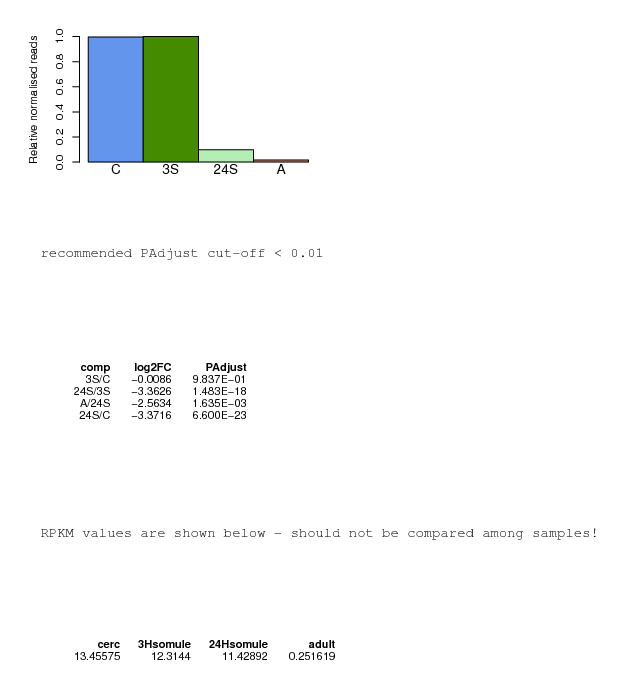 Relative normalised reads
1.0
0.8
0.6
0.4
0.2
0.0
C 3S 24S A
recommended PAdjust cut-off < 0.01
comp log2FC PAdjust
3S/C −0.0086 9.837E−01
24S/3S −3.3626 1.483E−18
A/24S −2.5634 1.635E−03
24S/C −3.3716 6.600E−23
RPKM values are shown below - should not be compared among samples!
cerc 3Hsomule 24Hsomule adult
13.45575 12.3144 11.42892 0.251619